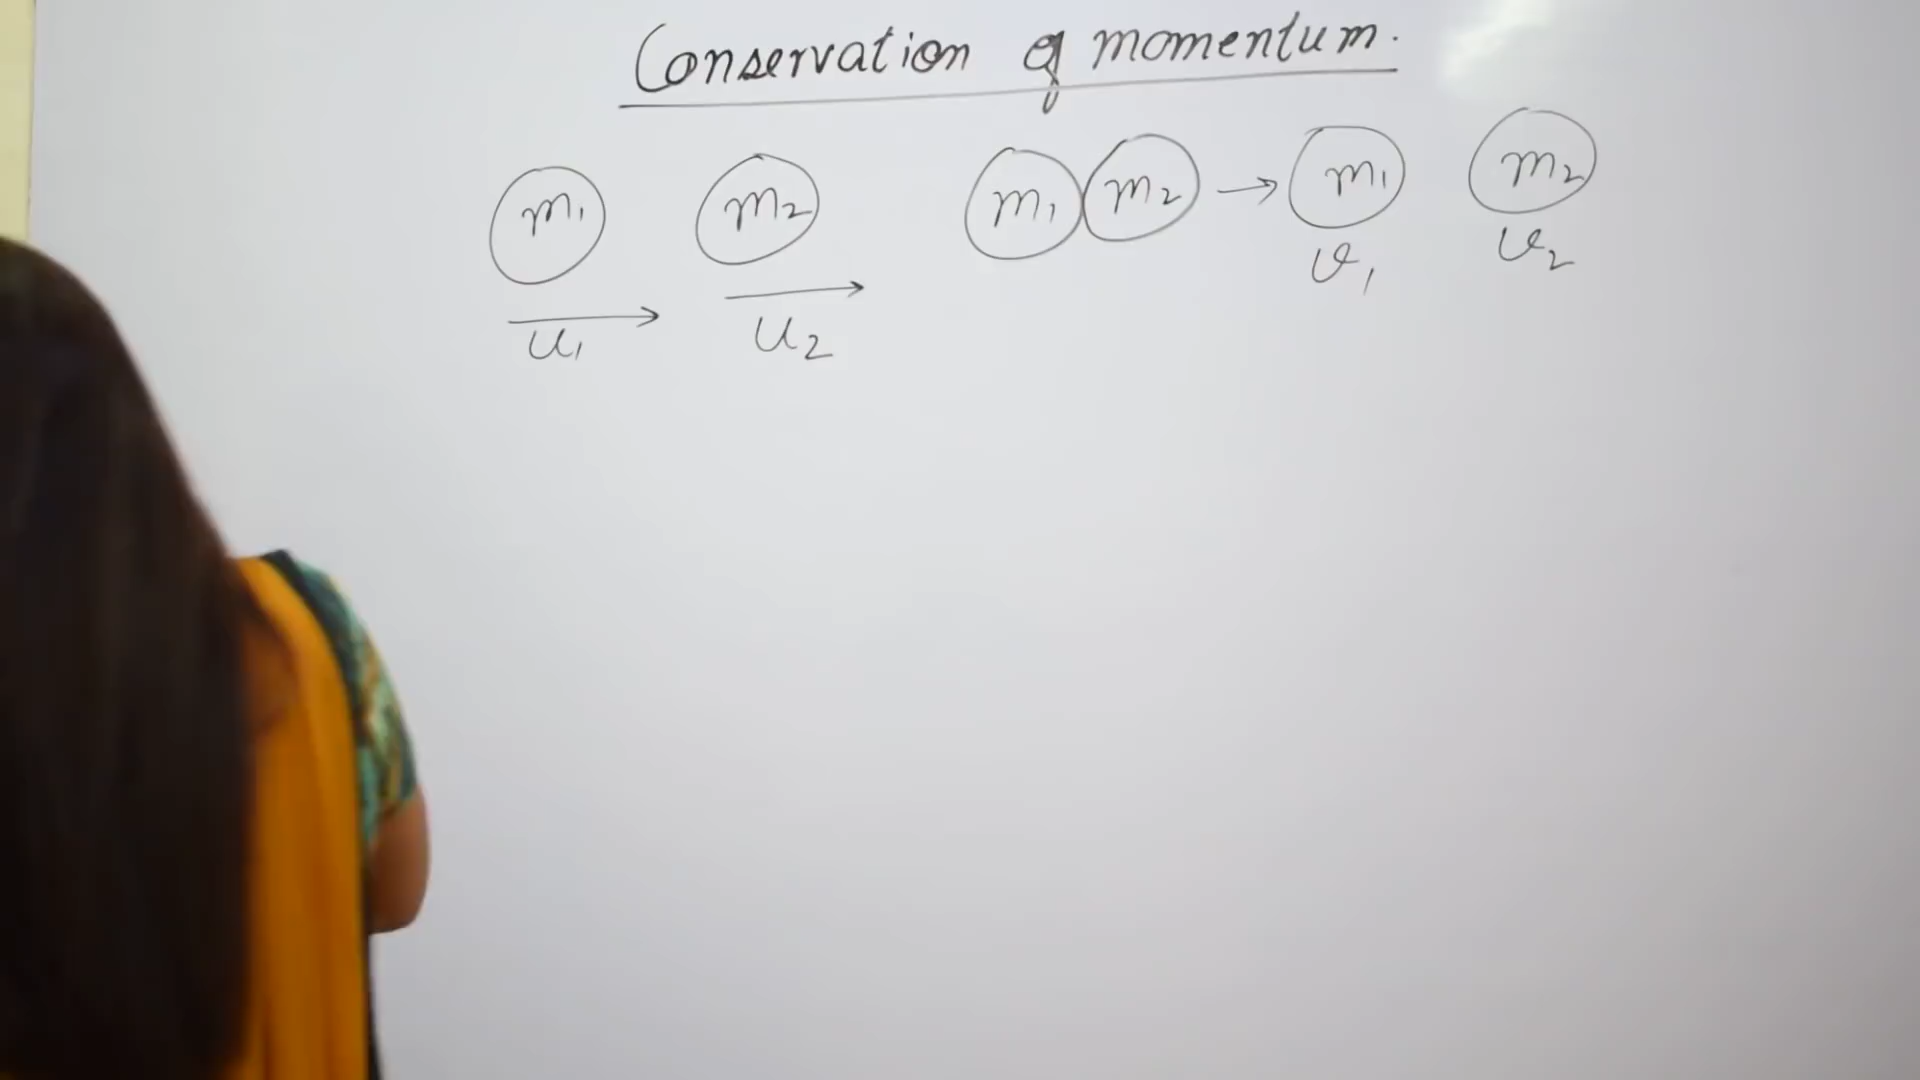 Conservation of momentum.
m₁ m₂ m₁ m₂ → m₁ m₂
u₁ u₂ v₁ v₂